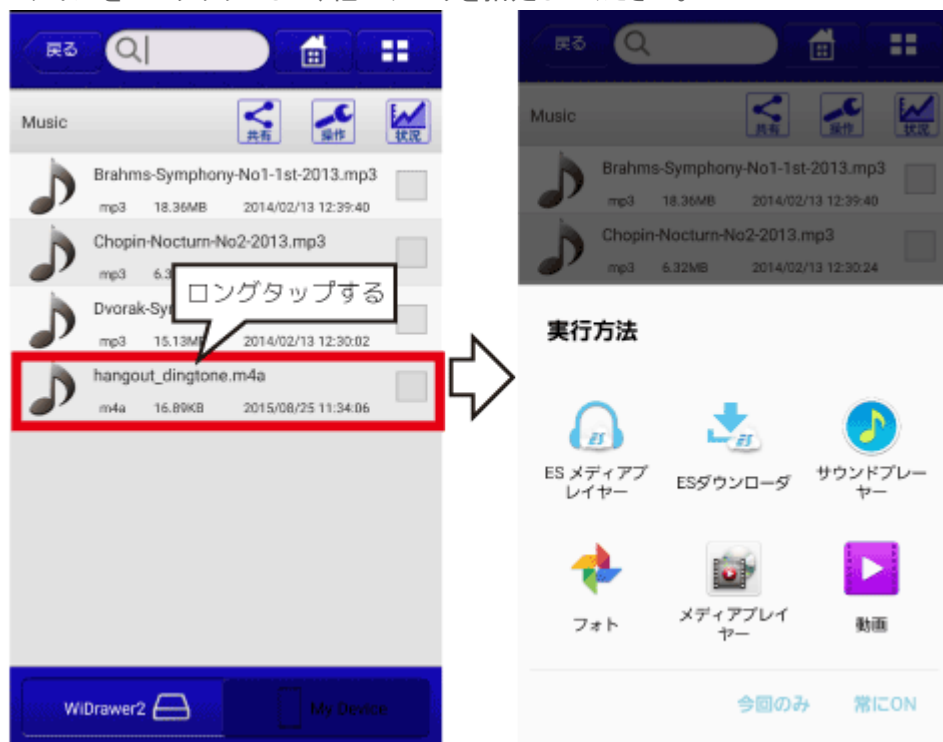 戻る
Music
共有
操作
状況
Brahms-Symphony-No1-1st-2013.mp3
mp3 18.36MB 2014/02/13 12:39:40
Chopin-Nocturn-No2-2013.mp3
mp3 6.3
ロングタップする
Dvorak-Sy
mp3 15.13M 2014/02/13 12:30:02
hangout_dingtone.m4a
m4a 16.89KB 2015/08/25 11:34:06
WiDrawer2
My Device
戻る
Music
共有
操作
状況
Brahms-Symphony-No1-1st-2013.mp3
mp3 18.36MB 2014/02/13 12:39:40
Chopin-Nocturn-No2-2013.mp3
mp3 6.32MB 2014/02/13 12:30:24
実行方法
ES メディアプ
レイヤー
ESダウンローダ
サウンドプレー
ヤー
フォト
メディアプレイ
ヤー
動画
今回のみ 常にON